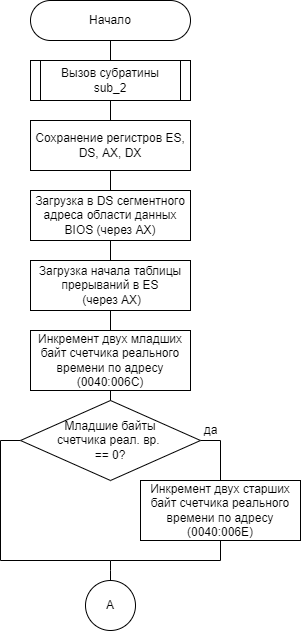 Начало
Вызов субратины
sub_2
Сохранение регистров ES,
DS, AX, DX
Загрузка в DS сегментного
адреса области данных
BIOS (через AX)
Загрузка начала таблицы
прерываний в ES
(через AX)
Инкремент двух младших
байт счетчика реального
времени по адресу
(0040:006C)
Младшие байты
счетчика реал. вр.
== 0?
да
Инкремент двух старших
байт счетчика реального
времени по адресу
(0040:006E)
A